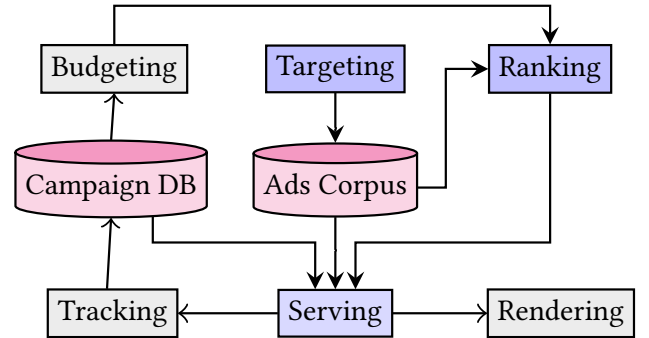 Budgeting
Targeting
Ranking
Campaign DB
Ads Corpus
Tracking
Serving
Rendering